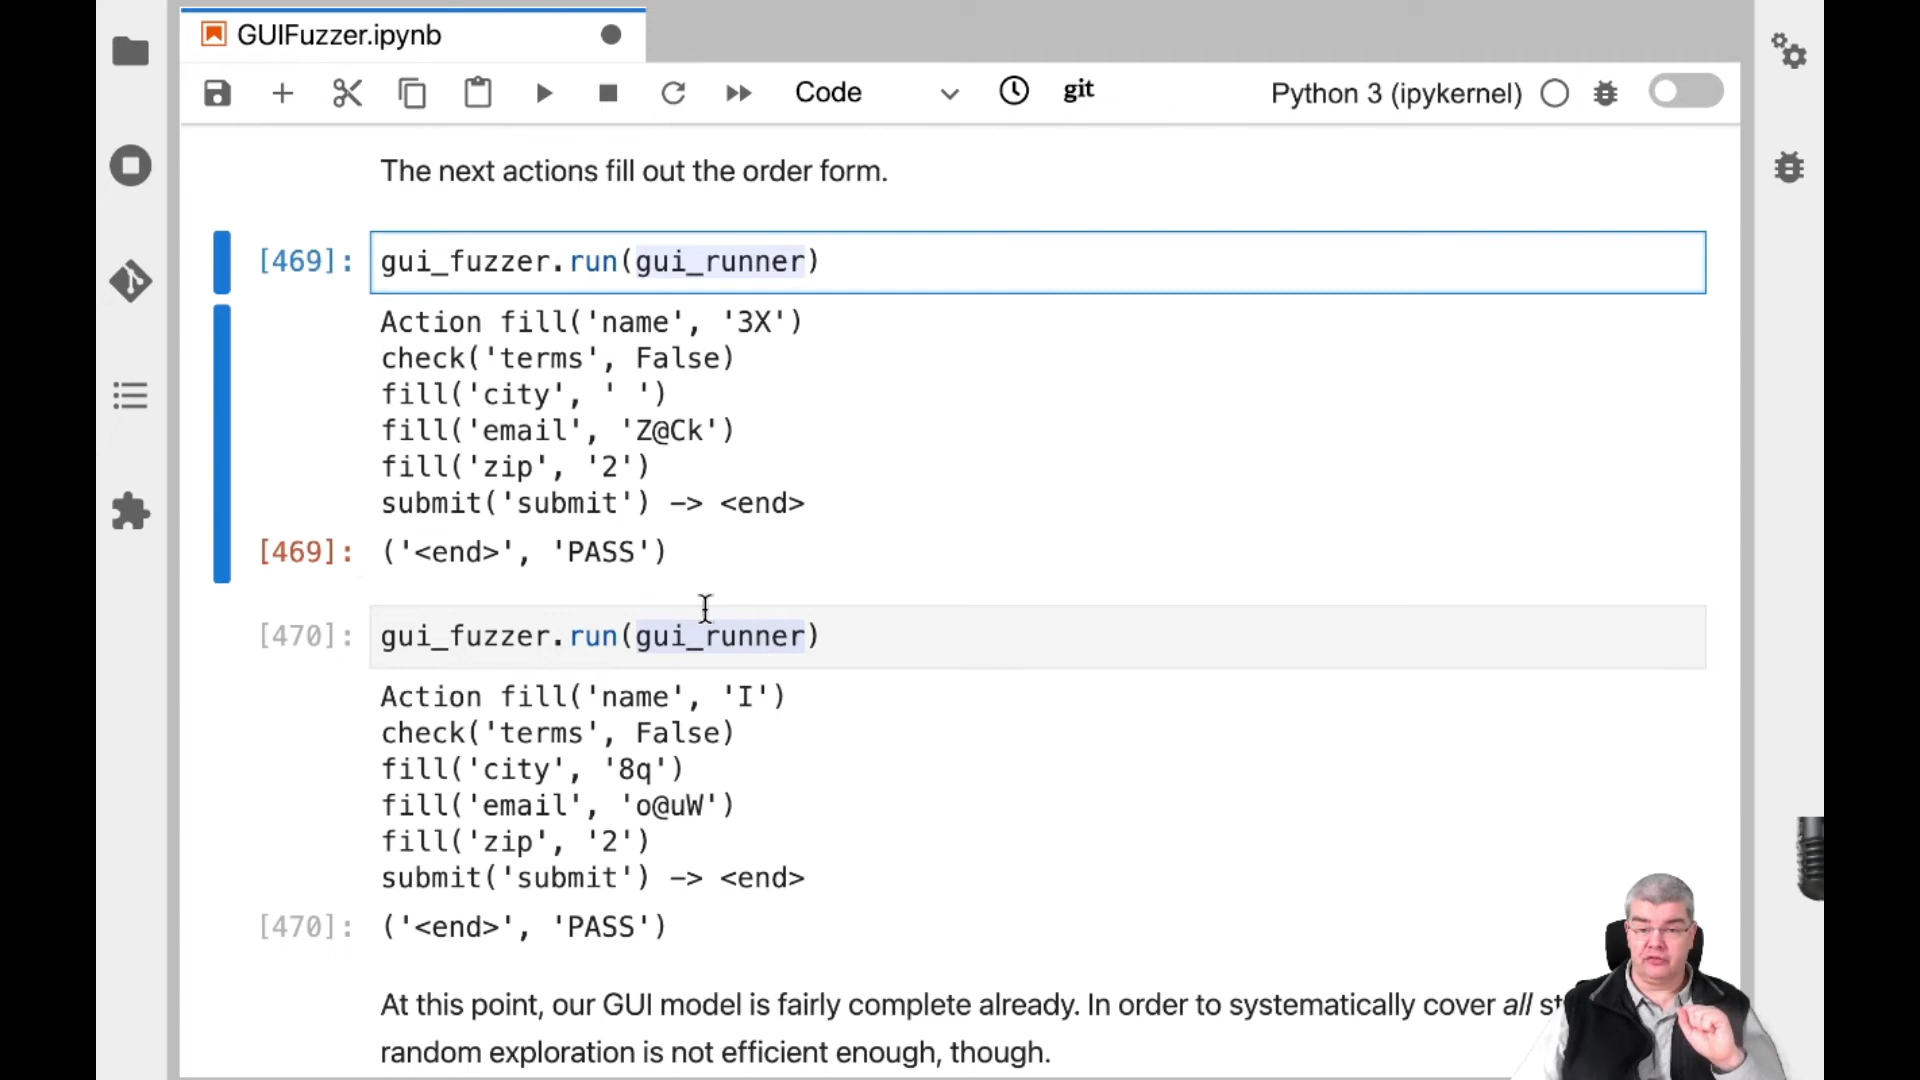 GUIFuzzer.ipynb
Code
git
Python 3 (ipykernel)
The next actions fill out the order form.
[469]: gui_fuzzer.run(gui_runner)
Action fill('name', '3X')
check('terms', False)
fill('city', ' ')
fill('email', 'Z@Ck')
fill('zip', '2')
submit('submit') -> <end>
[469]: ('<end>', 'PASS')
[470]: gui_fuzzer.run(gui_runner)
Action fill('name', 'I')
check('terms', False)
fill('city', '8q')
fill('email', 'o@uW')
fill('zip', '2')
submit('submit') -> <end>
[470]: ('<end>', 'PASS')
At this point, our GUI model is fairly complete already. In order to systematically cover all
random exploration is not efficient enough, though.